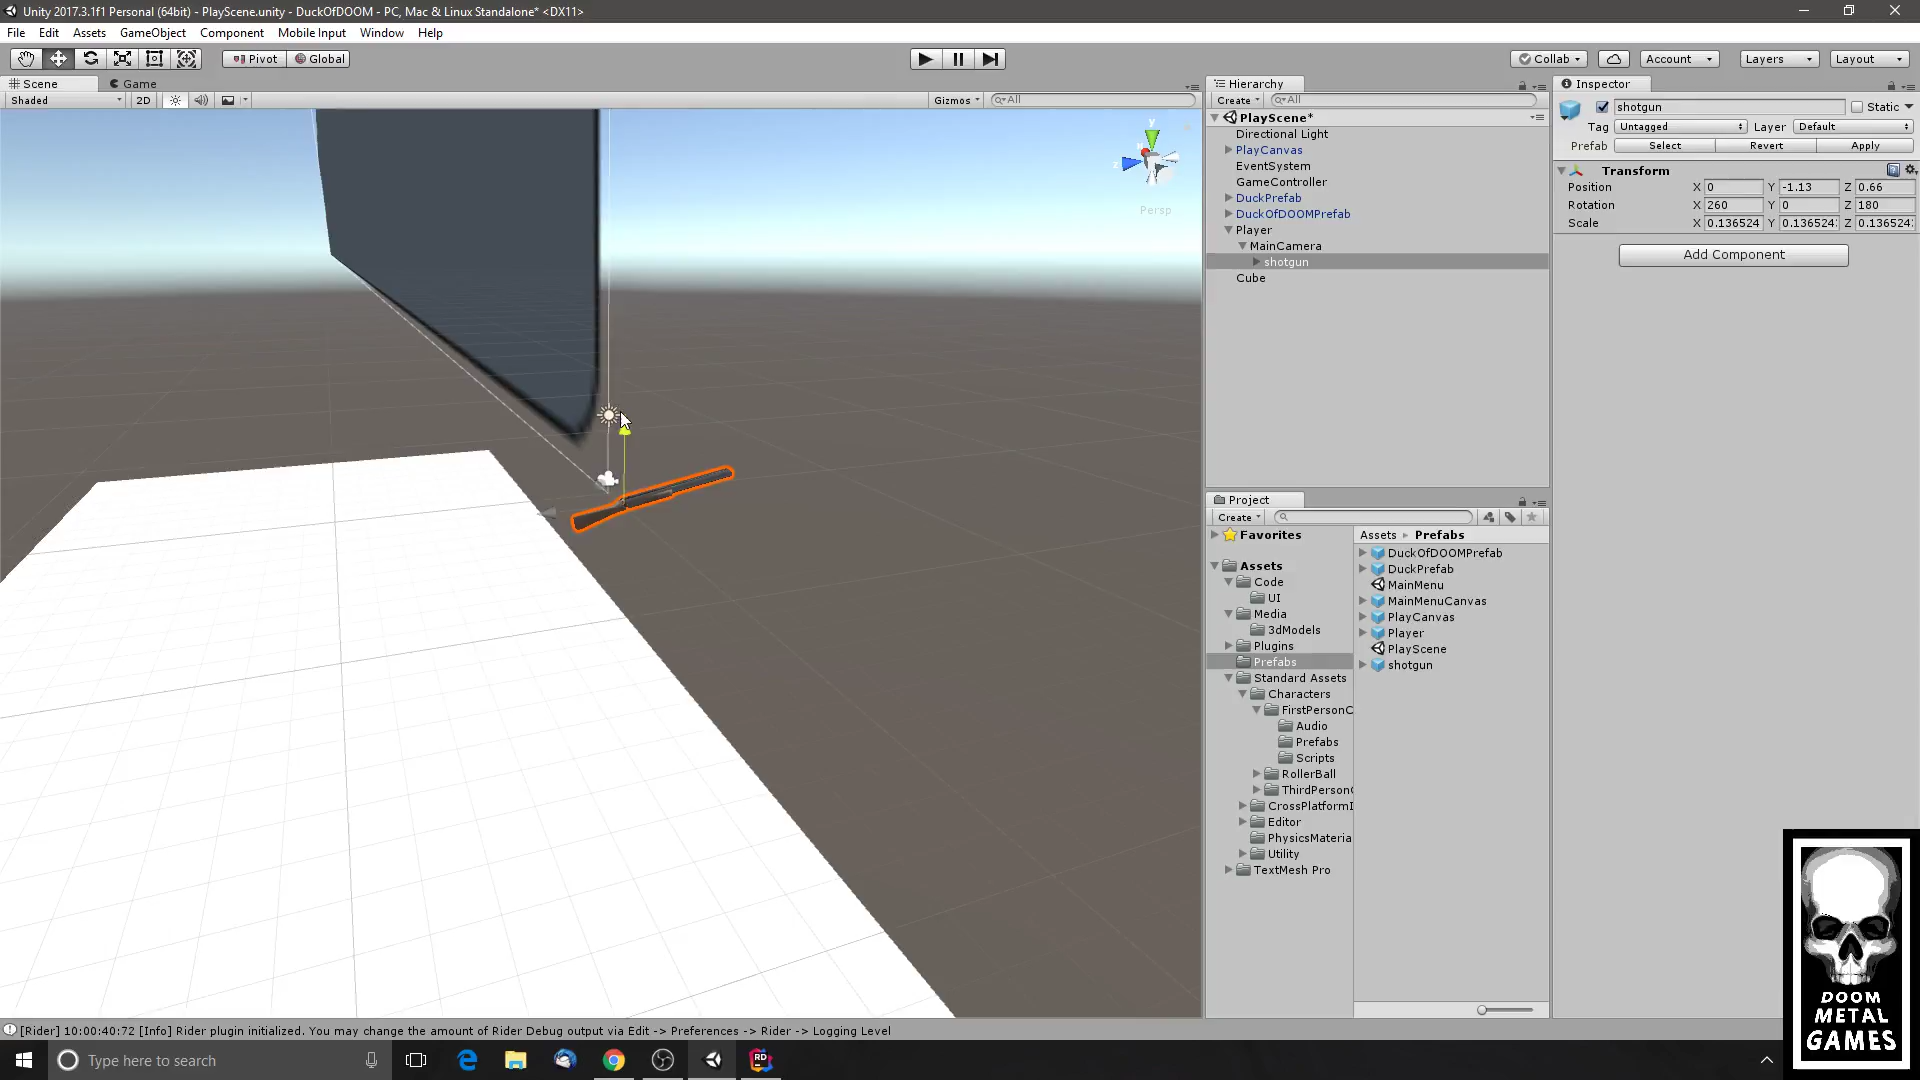 Unity 2017.3.1f1 Personal (64bit) - PlayScene.unity - DuckOfDOOM - PC, Mac & Linux Standalone* <DX11>
File Edit Assets GameObject Component Mobile Input Window Help
Pivot Global Collab Account Layers Layout
Scene Game
Shaded 2D Gizmos All
y
z
Persp
Hierarchy
Create All
PlayScene*
Directional Light
PlayCanvas
EventSystem
GameController
DuckPrefab
DuckOfDOOMPrefab
Player
MainCamera
shotgun
Cube
Project
Create
Favorites
Assets
Code
UI
Media
3dModels
Plugins
Prefabs
Standard Assets
Characters
FirstPersonC
Audio
Prefabs
Scripts
RollerBall
ThirdPerson
CrossPlatformI
Editor
PhysicsMateria
Utility
TextMesh Pro
Assets Prefabs
DuckOfDOOMPrefab
DuckPrefab
MainMenu
MainMenuCanvas
PlayCanvas
Player
PlayScene
shotgun
Inspector
shotgun Static
Tag Untagged Layer Default
Prefab Select Revert Apply
Transform
Position X 0 Y -1.13 Z 0.66
Rotation X 260 Y 0 Z 180
Scale X 0.136524 Y 0.136524 Z 0.136524
Add Component
[Rider] 10:00:40:72 [Info] Rider plugin initialized. You may change the amount of Rider Debug output via Edit -> Preferences -> Rider -> Logging Level
Type here to search
RD
DOOM
METAL
GAMES